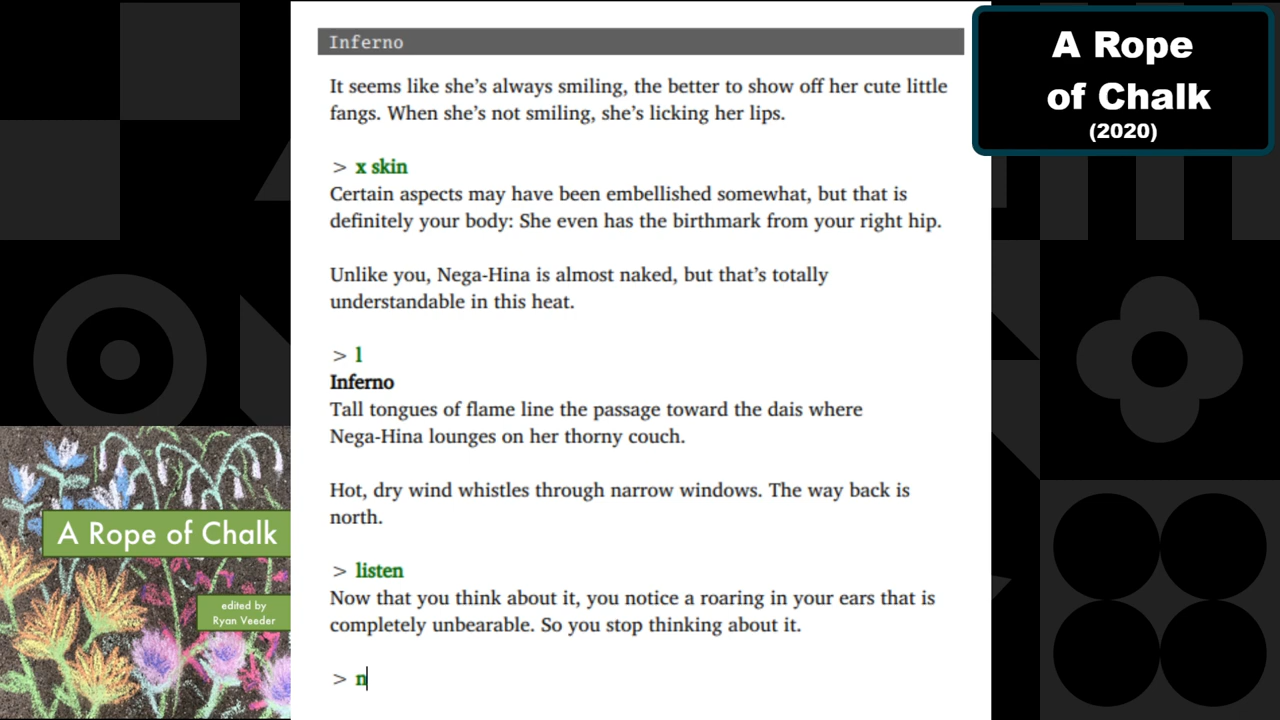 Inferno
It seems like she's always smiling, the better to show off her cute little
fangs. When she's not smiling, she's licking her lips.
> x skin
Certain aspects may have been embellished somewhat, but that is
definitely your body: She even has the birthmark from your right hip.
Unlike you, Nega-Hina is almost naked, but that's totally
understandable in this heat.
> l
Inferno
Tall tongues of flame line the passage toward the dais where
Nega-Hina lounges on her thorny couch.
Hot, dry wind whistles through narrow windows. The way back is
north.
> listen
Now that you think about it, you notice a roaring in your ears that is
completely unbearable. So you stop thinking about it.
> n
A Rope
of Chalk
(2020)
A Rope of Chalk
edited by
Ryan Veeder